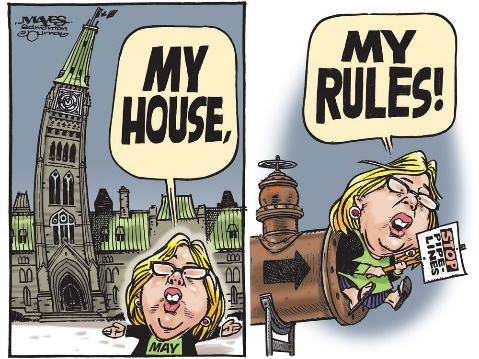 MAYES
Edmonton
Journal
MY
HOUSE,
MAY
MY
RULES!
STOP
PIPE-
LINES